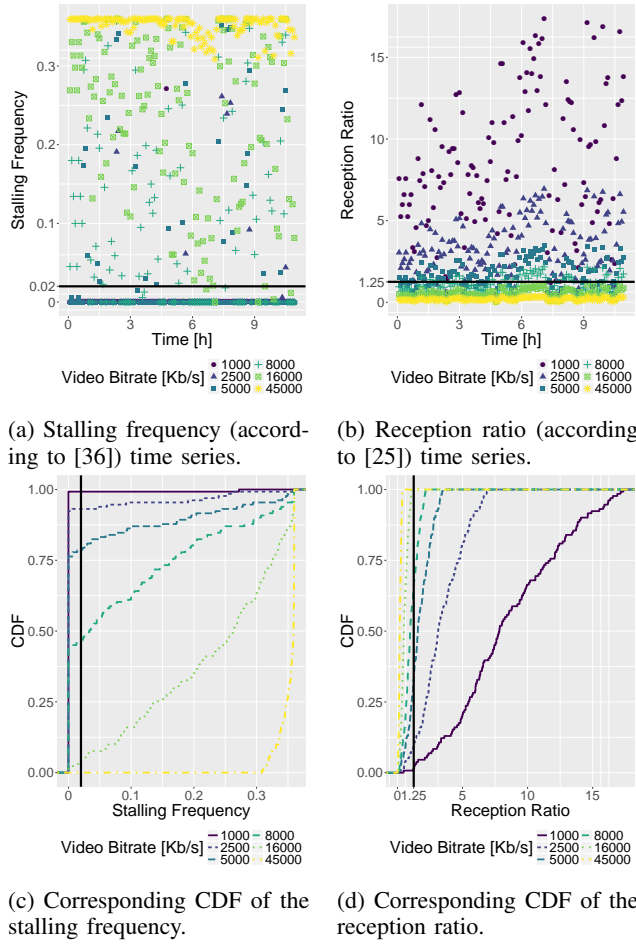 0.3
0.2
0.1
0.02
0
Stalling Frequency
0 3 6 9
Time [h]
Video Bitrate [Kb/s]
1000 8000
2500 16000
5000 45000
15
10
5
1.25
0
Reception Ratio
0 3 6 9
Time [h]
Video Bitrate [Kb/s]
1000 8000
2500 16000
5000 45000
(a) Stalling frequency (accord-
ing to [36]) time series.
(b) Reception ratio (according
to [25]) time series.
1.00
0.75
0.50
0.25
0.00
CDF
0 0.1 0.2 0.3
Stalling Frequency
Video Bitrate [Kb/s]
1000 8000
2500 16000
5000 45000
1.00
0.75
0.50
0.25
0.00
CDF
01.25 5 10 15
Reception Ratio
Video Bitrate [Kb/s]
1000 8000
2500 16000
5000 45000
(c) Corresponding CDF of the
stalling frequency.
(d) Corresponding CDF of the
reception ratio.